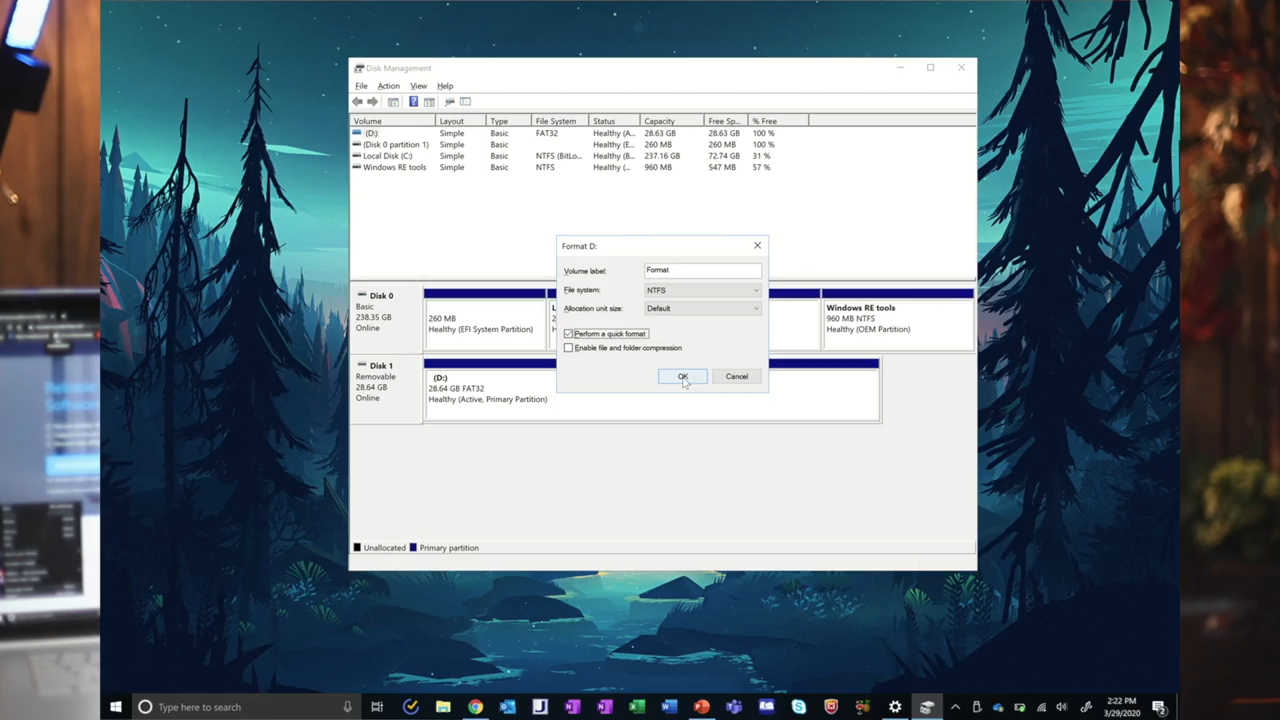 Disk Management
File Action View Help
Volume Layout Type File System Status Capacity Free Sp... % Free
(D:) Simple Basic FAT32 Healthy (A... 28.63 GB 28.63 GB 100 %
(Disk 0 partition 1) Simple Basic Healthy (E... 260 MB 260 MB 100 %
Local Disk (C:) Simple Basic NTFS (BitLo... Healthy (B... 237.16 GB 72.74 GB 31 %
Windows RE tools Simple Basic NTFS Healthy (... 960 MB 547 MB 57 %
Format D:
Volume label: Format
File system: NTFS
Allocation unit size: Default
Perform a quick format
Enable file and folder compression
OK Cancel
Disk 0
Basic
238.35 GB
Online
260 MB
Healthy (EFI System Partition)
Windows RE tools
960 MB NTFS
Healthy (OEM Partition)
Disk 1
Removable
28.64 GB
Online
(D:)
28.64 GB FAT32
Healthy (Active, Primary Partition)
Unallocated Primary partition
Type here to search
2:22 PM
3/29/2020